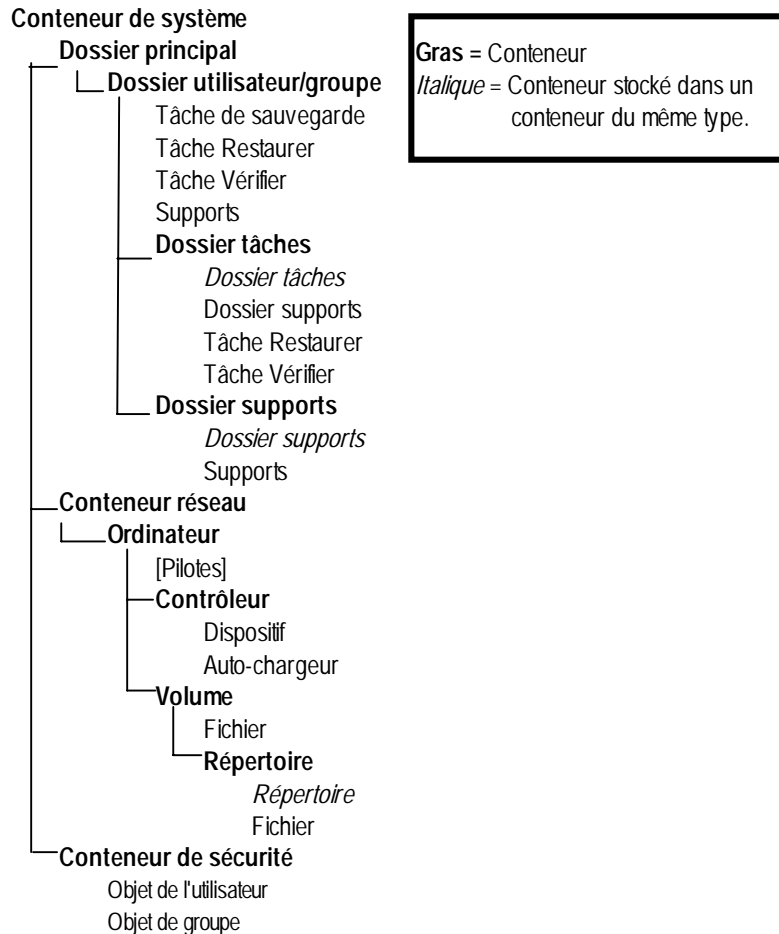 Conteneur de système
Dossier principal
Dossier utilisateur/groupe
Tâche de sauvegarde
Tâche Restaurer
Tâche Vérifier
Supports
Dossier tâches
Dossier tâches
Dossier supports
Tâche Restaurer
Tâche Vérifier
Dossier supports
Dossier supports
Supports
Conteneur réseau
Ordinateur
[Pilotes]
Contrôleur
Dispositif
Auto-chargeur
Volume
Fichier
Répertoire
Répertoire
Fichier
Conteneur de sécurité
Objet de l'utilisateur
Objet de groupe
Gras = Conteneur
Italique = Conteneur stocké dans un
conteneur du même type.